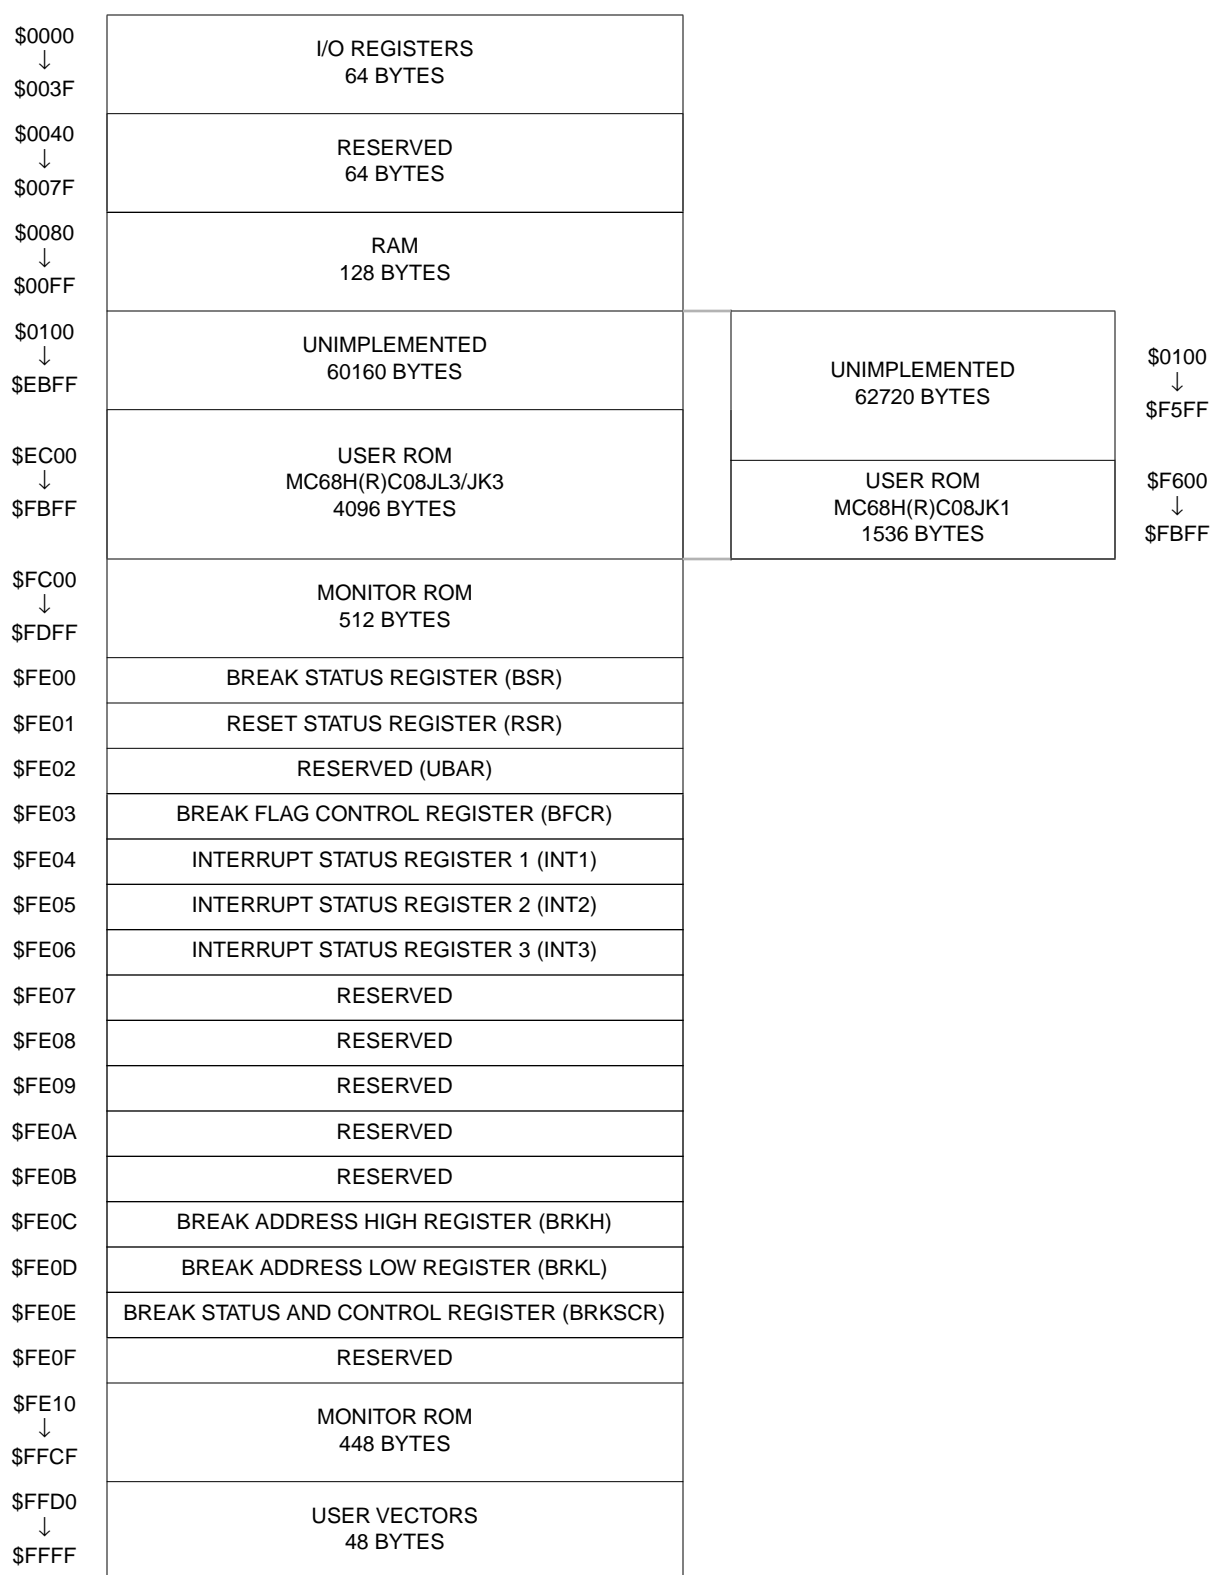 $0000
↓
$003F
I/O REGISTERS
64 BYTES
$0040
↓
$007F
RESERVED
64 BYTES
$0080
↓
$00FF
RAM
128 BYTES
$0100
↓
$EBFF
UNIMPLEMENTED
60160 BYTES
UNIMPLEMENTED
62720 BYTES
$0100
↓
$F5FF
$EC00
↓
$FBFF
USER ROM
MC68H(R)C08JL3/JK3
4096 BYTES
USER ROM
MC68H(R)C08JK1
1536 BYTES
$F600
↓
$FBFF
$FC00
↓
$FDFF
MONITOR ROM
512 BYTES
$FE00 BREAK STATUS REGISTER (BSR)
$FE01 RESET STATUS REGISTER (RSR)
$FE02 RESERVED (UBAR)
$FE03 BREAK FLAG CONTROL REGISTER (BFCR)
$FE04 INTERRUPT STATUS REGISTER 1 (INT1)
$FE05 INTERRUPT STATUS REGISTER 2 (INT2)
$FE06 INTERRUPT STATUS REGISTER 3 (INT3)
$FE07 RESERVED
$FE08 RESERVED
$FE09 RESERVED
$FE0A RESERVED
$FE0B RESERVED
$FE0C BREAK ADDRESS HIGH REGISTER (BRKH)
$FE0D BREAK ADDRESS LOW REGISTER (BRKL)
$FE0E BREAK STATUS AND CONTROL REGISTER (BRKSCR)
$FE0F RESERVED
$FE10
↓
$FFCF
MONITOR ROM
448 BYTES
$FFD0
↓
$FFFF
USER VECTORS
48 BYTES